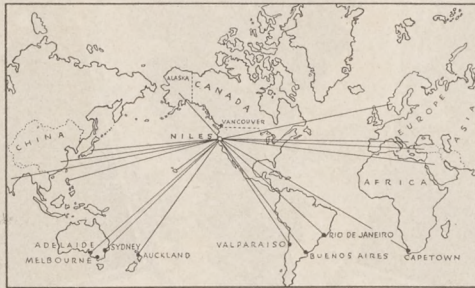 ALASKA
CANADA
VANCOUVER
NILES
CHINA
EUROPE
ASIA
AFRICA
ADELAIDE
SYDNEY
MELBOURNE
AUCKLAND
VALPARAISO
RIO DE JANEIRO
BUENOS AIRES
CAPETOWN